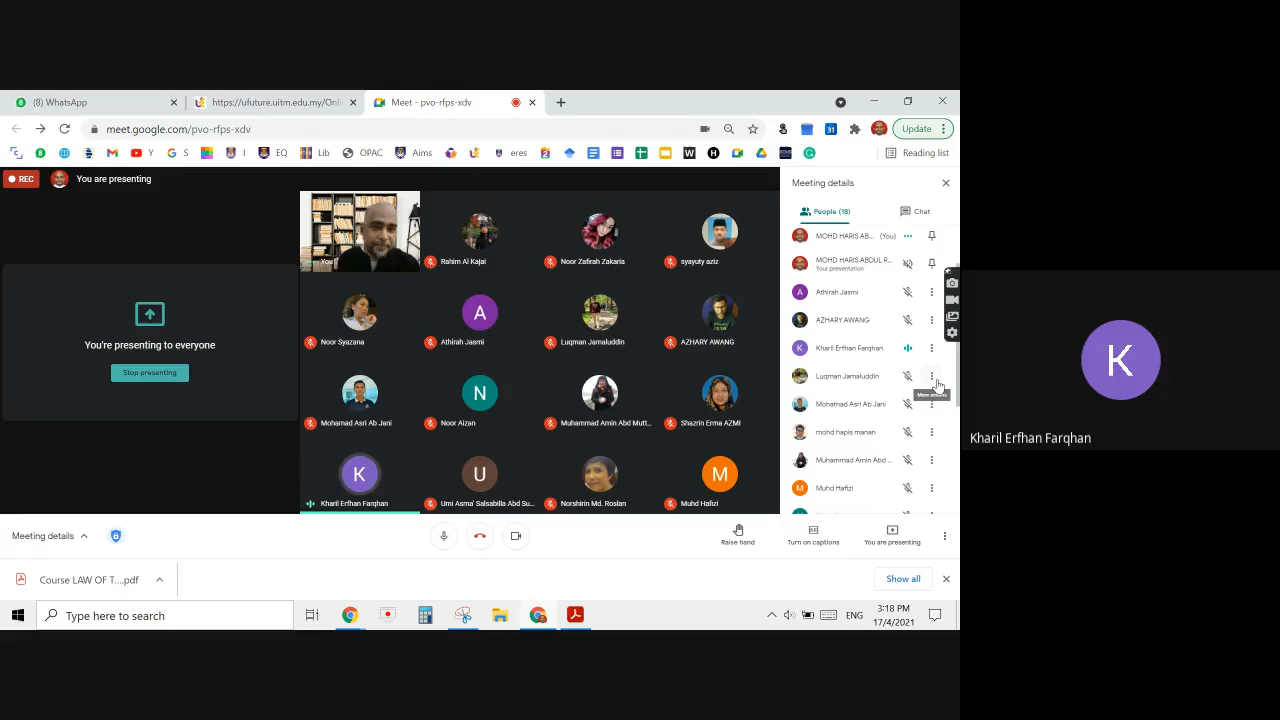 (8) WhatsApp
https://ufuture.uitm.edu.my/Onli
Meet - pvo-rfps-xdv
meet.google.com/pvo-rfps-xdv
Update
Y
S
EQ
Lib
OPAC
Aims
eres
Reading list
REC
You are presenting
Meeting details
People (18)
Chat
You're presenting to everyone
Stop presenting
You
Rahim Al Kajai
Noor Zafirah Zakaria
syayuty aziz
Noor Syazana
A
Athirah Jasmi
Luqman Jamaluddin
AZHARY AWANG
Mohamad Asri Ab Jani
N
Noor Aizan
Muhammad Amin Abd Mutt...
Shazrin Erma AZMI
K
Kharil Erfhan Farqhan
U
Umi Asma' Salsabilla Abd Su...
Norshirin Md. Roslan
M
Muhd Hafizi
MOHD HARIS AB... (You)
MOHD HARIS ABDUL R...
Your presentation
A Athirah Jasmi
AZHARY AWANG
K Kharil Erfhan Farqhan
Luqman Jamaluddin
More actions
Mohamad Asri Ab Jani
mohd hapis manan
Muhammad Amin Abd ...
M Muhd Hafizi
K
Kharil Erfhan Farqhan
Meeting details
Raise hand
Turn on captions
You are presenting
Course LAW OF T....pdf
Show all
Type here to search
ENG
3:18 PM
17/4/2021